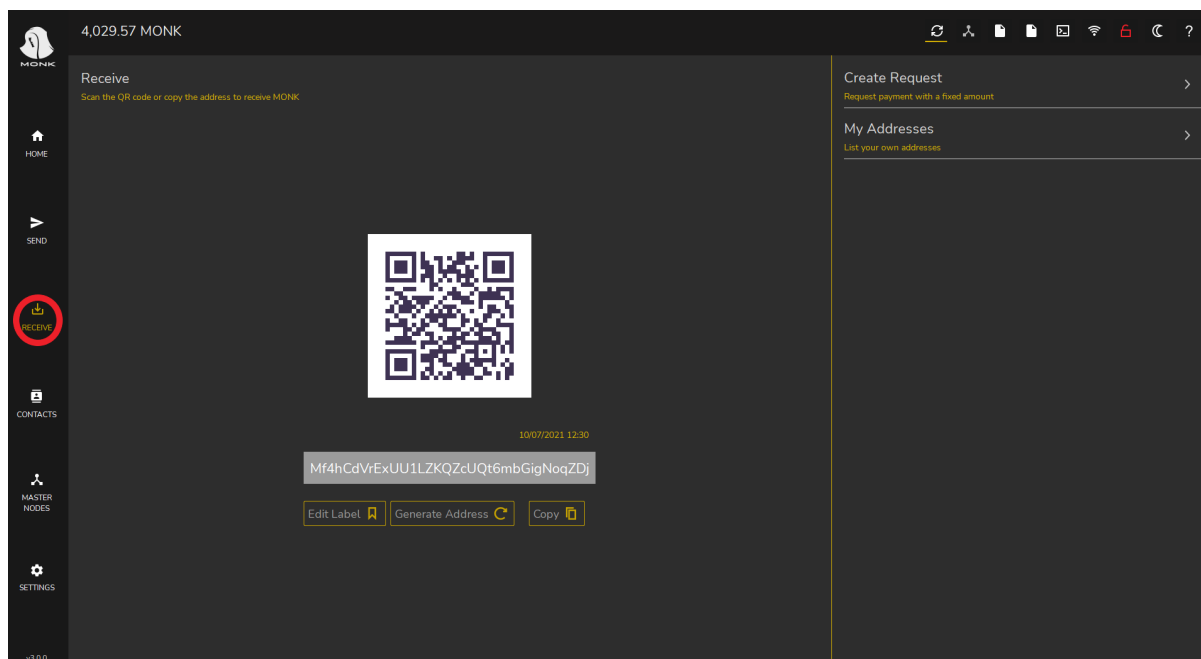 MONK
4,029.57 MONK
?
Receive
Scan the QR code or copy the address to receive MONK
Create Request
Request payment with a fixed amount
My Addresses
List your own addresses
HOME
SEND
RECEIVE
CONTACTS
MASTER
NODES
SETTINGS
10/07/2021 12:30
Mf4hCdVrExUU1LZKQZcUQt6mbGigNoqZDj
Edit Label
Generate Address
Copy
v3.0.0